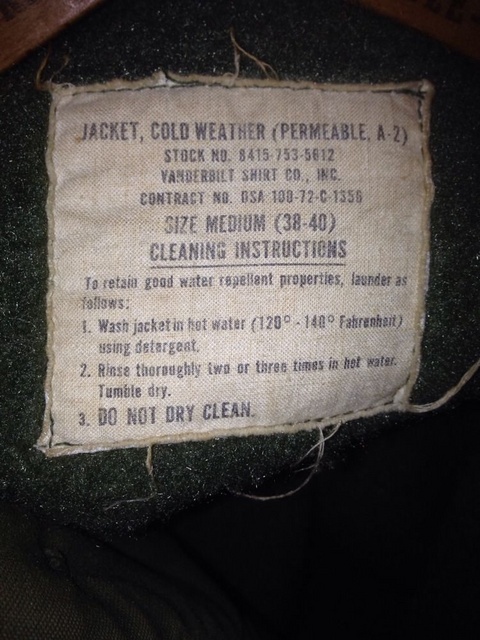 JACKET, COLD WEATHER (PERMEABLE, A-2)
STOCK NO. 8415-753-5612
VANDERBILT SHIRT CO., INC.
CONTRACT NO. DSA 100-72-C-1356
SIZE MEDIUM (38-40)
CLEANING INSTRUCTIONS
To retain good water repellent properties, launder as
follows:
1. Wash jacket in hot water (120° - 140° Fahrenheit)
using detergent.
2. Rinse thoroughly two or three times in hot water.
Tumble dry.
3. DO NOT DRY CLEAN.